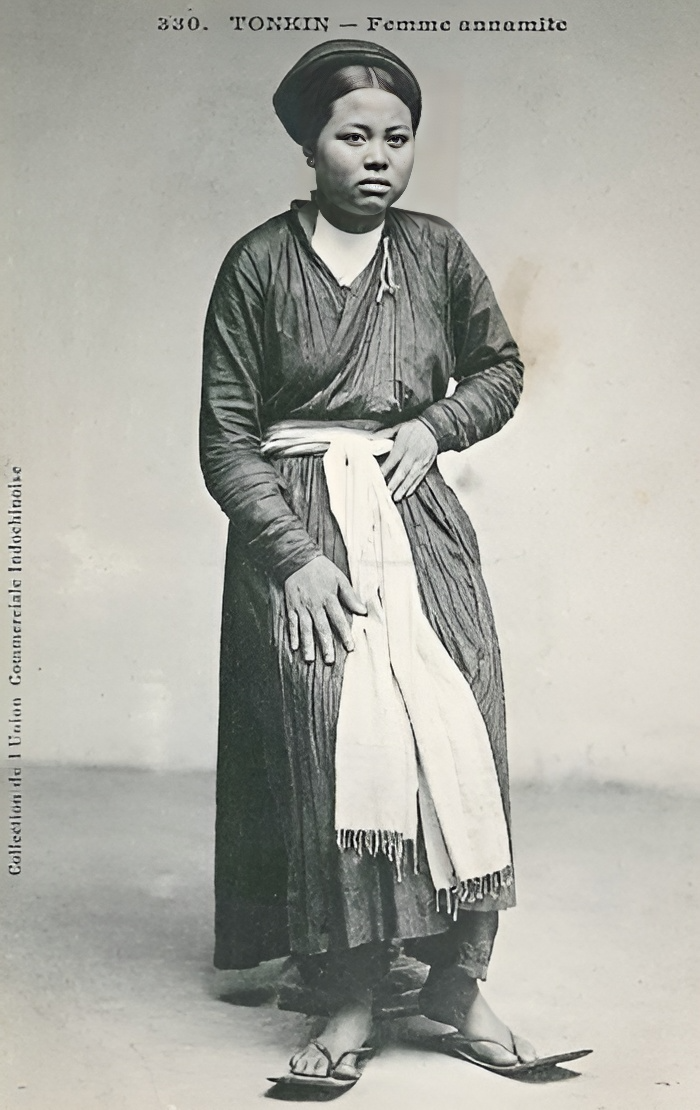 330. TONKIN — Femme annamite
Collection de l'Union Commerciale Indochinoise